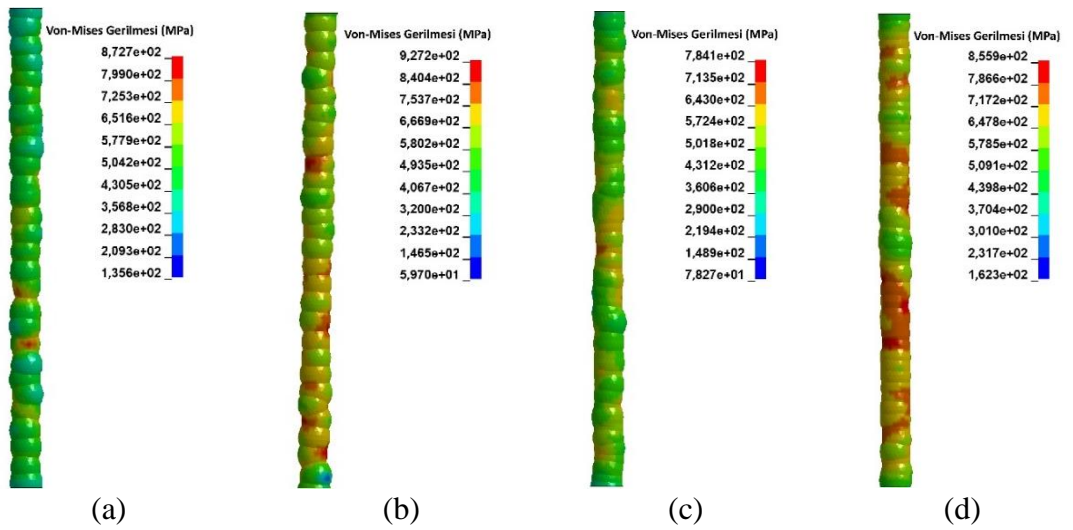 Von-Mises Gerilmesi (MPa)
8,727e+02
7,990e+02
7,253e+02
6,516e+02
5,779e+02
5,042e+02
4,305e+02
3,568e+02
2,830e+02
2,093e+02
1,356e+02
(a)
Von-Mises Gerilmesi (MPa)
9,272e+02
8,404e+02
7,537e+02
6,669e+02
5,802e+02
4,935e+02
4,067e+02
3,200e+02
2,332e+02
1,465e+02
5,970e+01
(b)
Von-Mises Gerilmesi (MPa)
7,841e+02
7,135e+02
6,430e+02
5,724e+02
5,018e+02
4,312e+02
3,606e+02
2,900e+02
2,194e+02
1,489e+02
7,827e+01
(c)
Von-Mises Gerilmesi (MPa)
8,559e+02
7,866e+02
7,172e+02
6,478e+02
5,785e+02
5,091e+02
4,398e+02
3,704e+02
3,010e+02
2,317e+02
1,623e+02
(d)